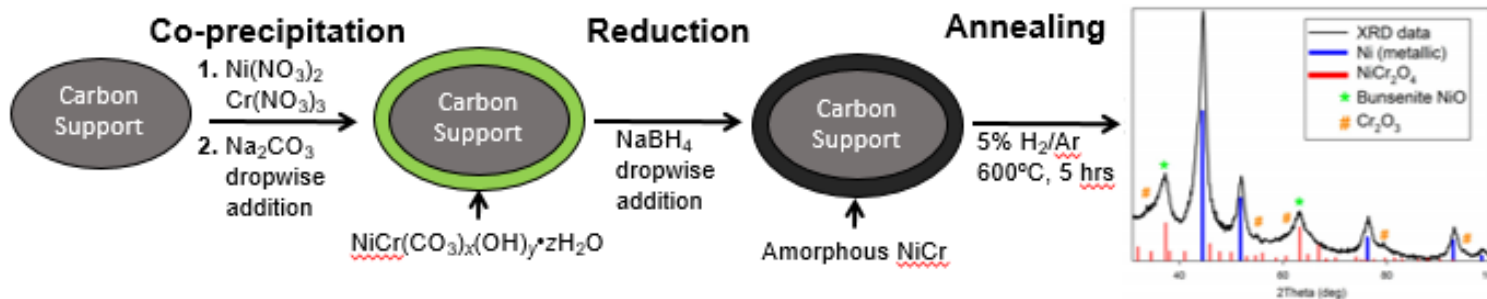 Co-precipitation
Reduction
Annealing
Carbon
Support
1. Ni(NO₃)₂
Cr(NO₃)₃
2. Na₂CO₃
dropwise
addition
Carbon
Support
NiCr(CO₃)ₓ(OH)ᵧ•zH₂O
NaBH₄
dropwise
addition
Carbon
Support
Amorphous NiCr
5% H₂/Ar
600ºC, 5 hrs
XRD data
Ni (metallic)
NiCr₂O₄
* Bunsenite NiO
# Cr₂O₃
* # # # * # #
40 60 80
2Theta (deg)